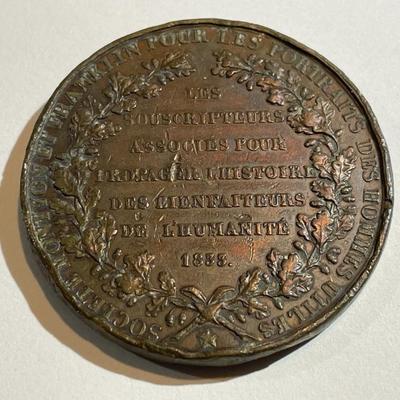 SOCIÉTÉ MONTYON ET FRANKLIN POUR LES PORTRAITS DES HOMMES UTILES
LES
SOUSCRIPTEURS
ASSOCIÉS POUR
PROPAGER L'HISTOIRE
DES BIENFAITEURS
DE L'HUMANITÉ
1833.